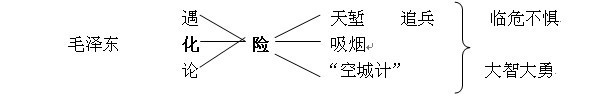 遇 天堑 追兵 临危不惧
毛泽东 化 险 吸烟
论 “空城计” 大智大勇